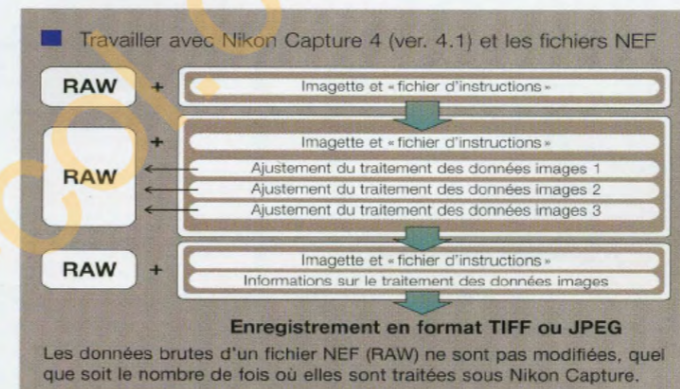 Travailler avec Nikon Capture 4 (ver. 4.1) et les fichiers NEF
RAW + Imagette et « fichier d'instructions »
+ Imagette et « fichier d'instructions »
RAW
Ajustement du traitement des données images 1
Ajustement du traitement des données images 2
Ajustement du traitement des données images 3
RAW + Imagette et « fichier d'instructions »
Informations sur le traitement des données images
Enregistrement en format TIFF ou JPEG
Les données brutes d'un fichier NEF (RAW) ne sont pas modifiées, quel
que soit le nombre de fois où elles sont traitées sous Nikon Capture.